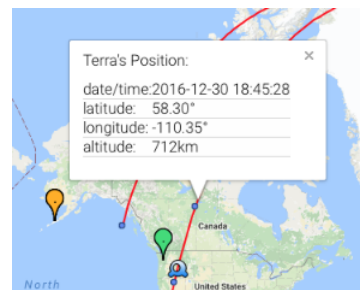 Terra's Position:
×
date/time:2016-12-30 18:45:28
latitude: 58.30°
longitude: -110.35°
altitude: 712km
Canada
North
United States